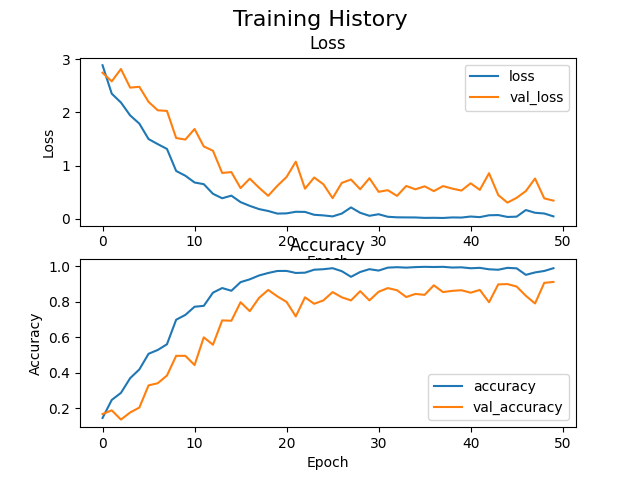 Training History
Loss
3
2
1
0
Loss
loss
val_loss
0 10 20 30 40 50
Epoch
Accuracy
1.0
0.8
0.6
0.4
0.2
Accuracy
accuracy
val_accuracy
0 10 20 30 40 50
Epoch